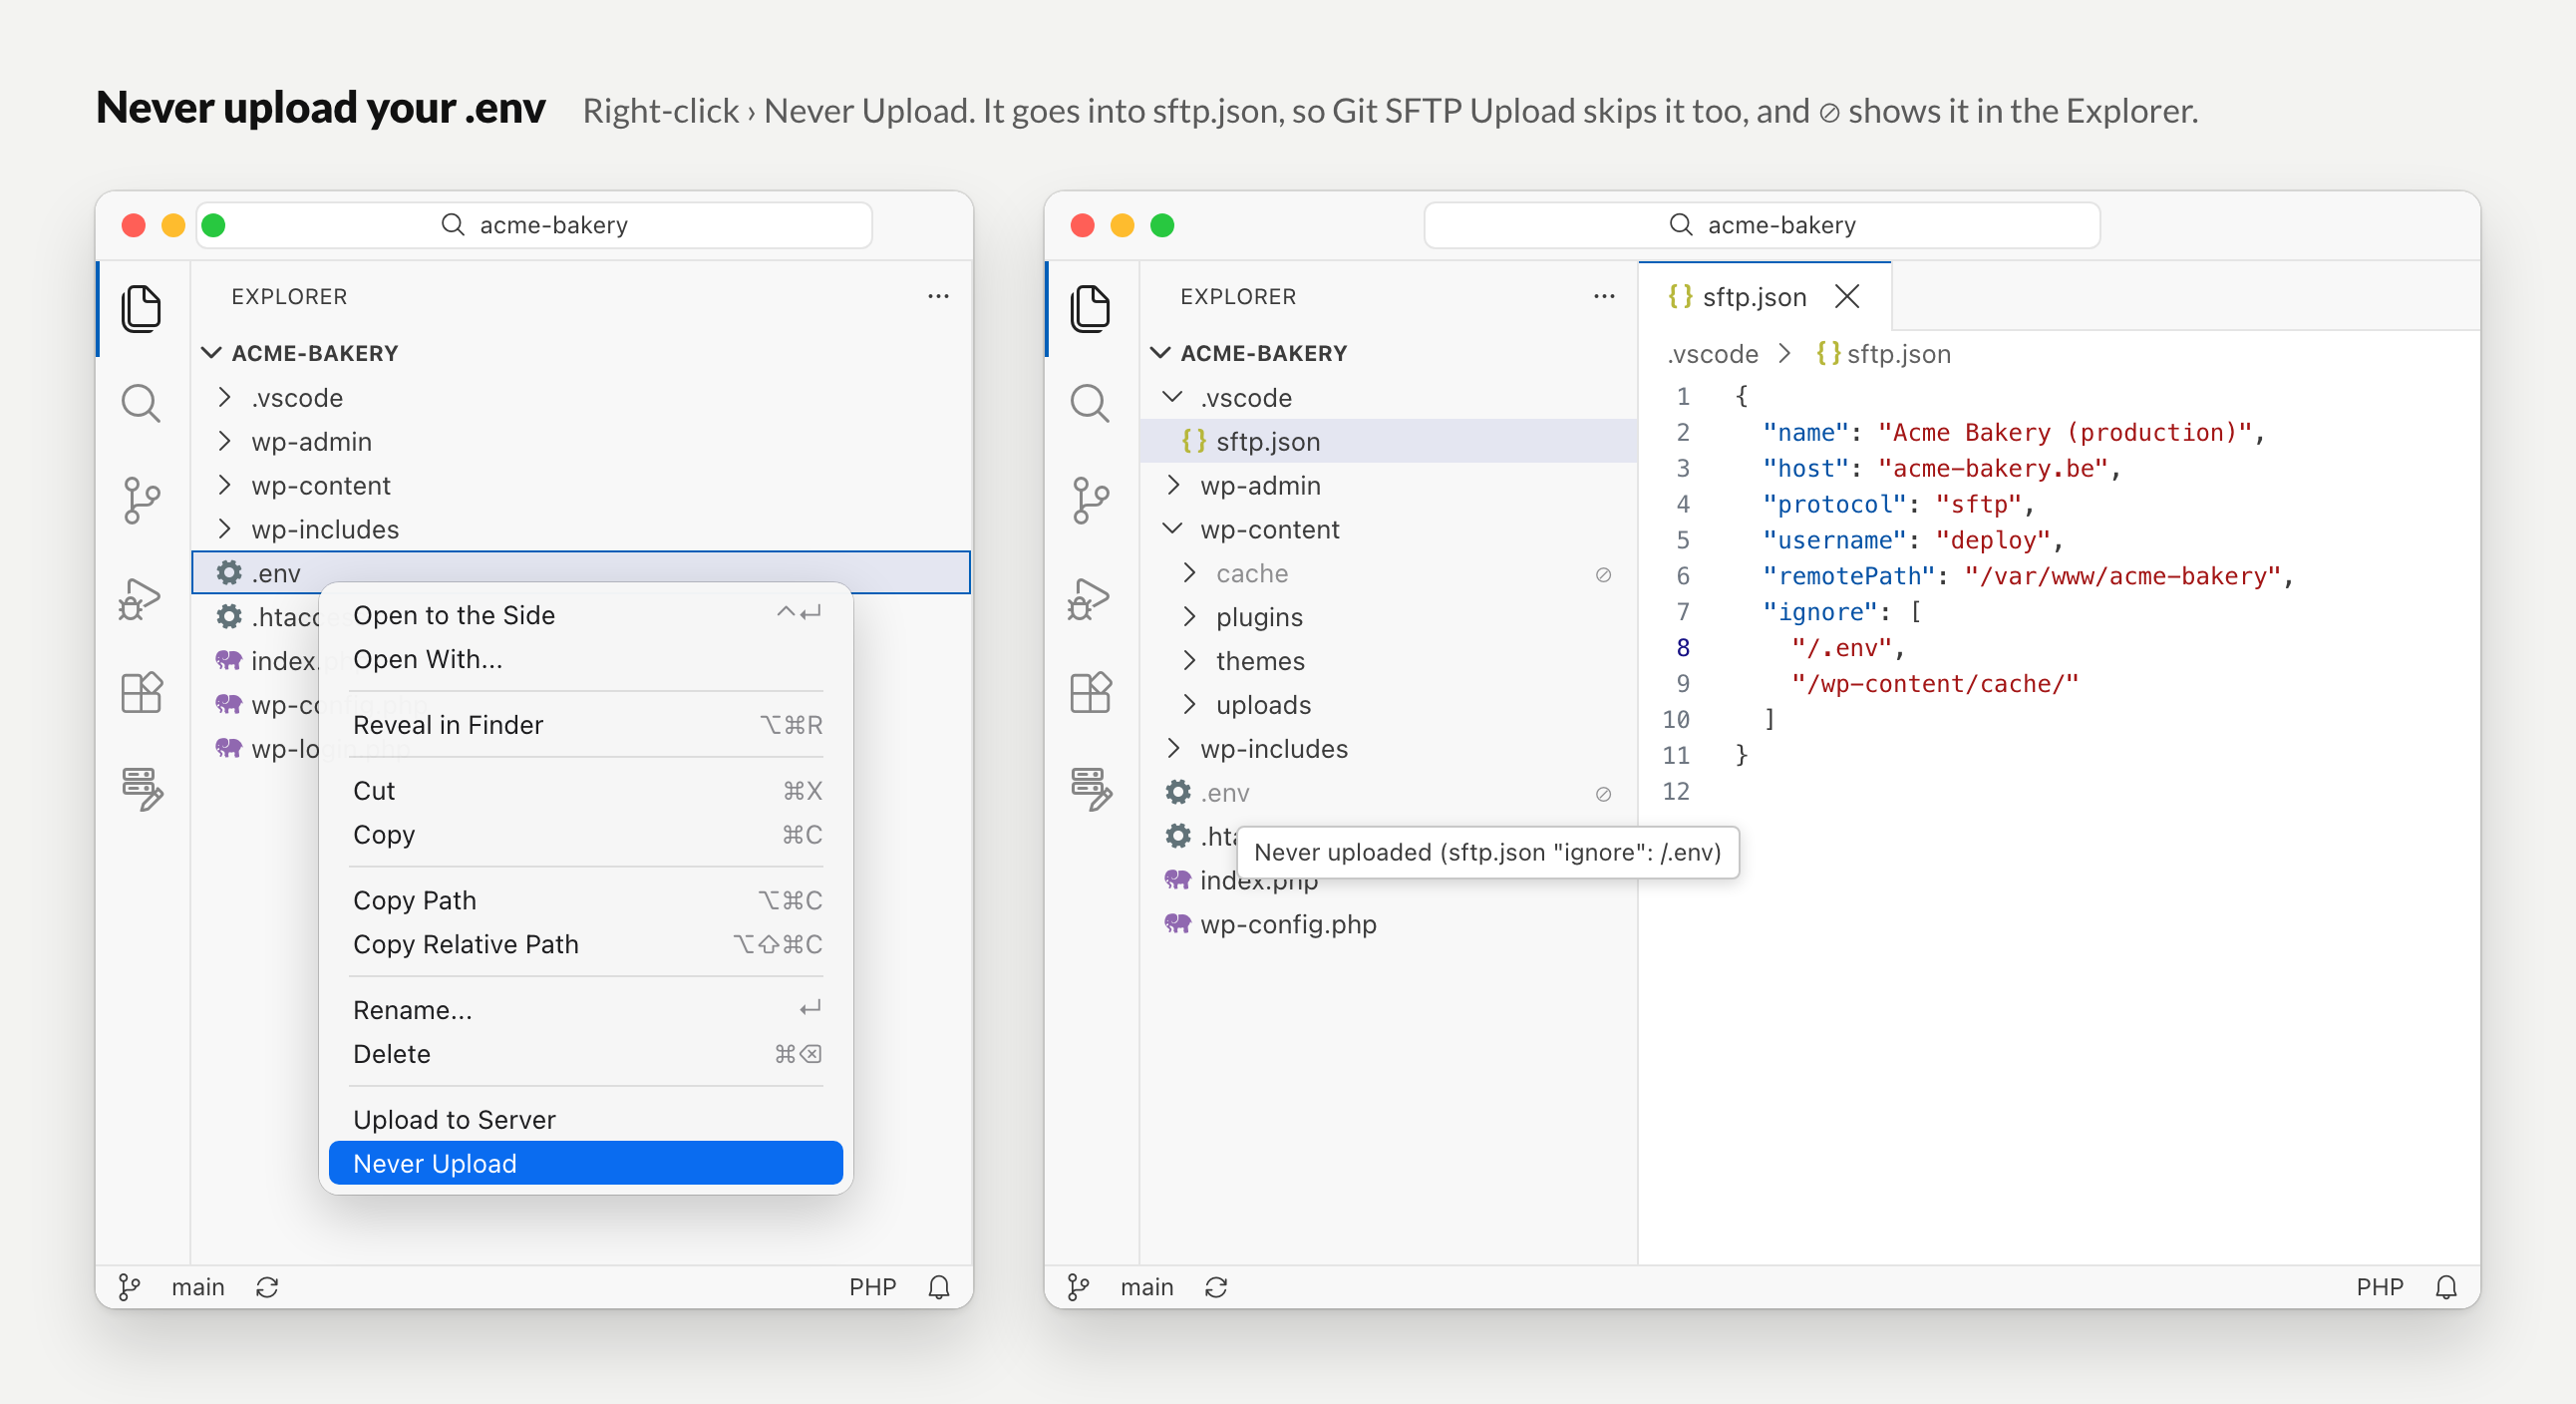 Never upload your .env
Right-click › Never Upload. It goes into sftp.json, so Git SFTP Upload skips it too, and ⊘ shows it in the Explorer.
acme-bakery
EXPLORER
ACME-BAKERY
.vscode
wp-admin
wp-content
wp-includes
.env
.htacce
index.php
wp-config.php
wp-login.php
Open to the Side ⌃↵
Open With...
Reveal in Finder ⌥⌘R
Cut ⌘X
Copy ⌘C
Copy Path ⌥⌘C
Copy Relative Path ⌥⇧⌘C
Rename... ↵
Delete ⌘⌫
Upload to Server
Never Upload
main
PHP
acme-bakery
EXPLORER
ACME-BAKERY
.vscode
{} sftp.json
wp-admin
wp-content
cache ⊘
plugins
themes
uploads
wp-includes
.env ⊘
.hta
Never uploaded (sftp.json "ignore": /.env)
index.php
wp-config.php
{} sftp.json
.vscode > {} sftp.json
1 {
2 "name": "Acme Bakery (production)",
3 "host": "acme-bakery.be",
4 "protocol": "sftp",
5 "username": "deploy",
6 "remotePath": "/var/www/acme-bakery",
7 "ignore": [
8 "/.env",
9 "/wp-content/cache/"
10 ]
11 }
12
main
PHP